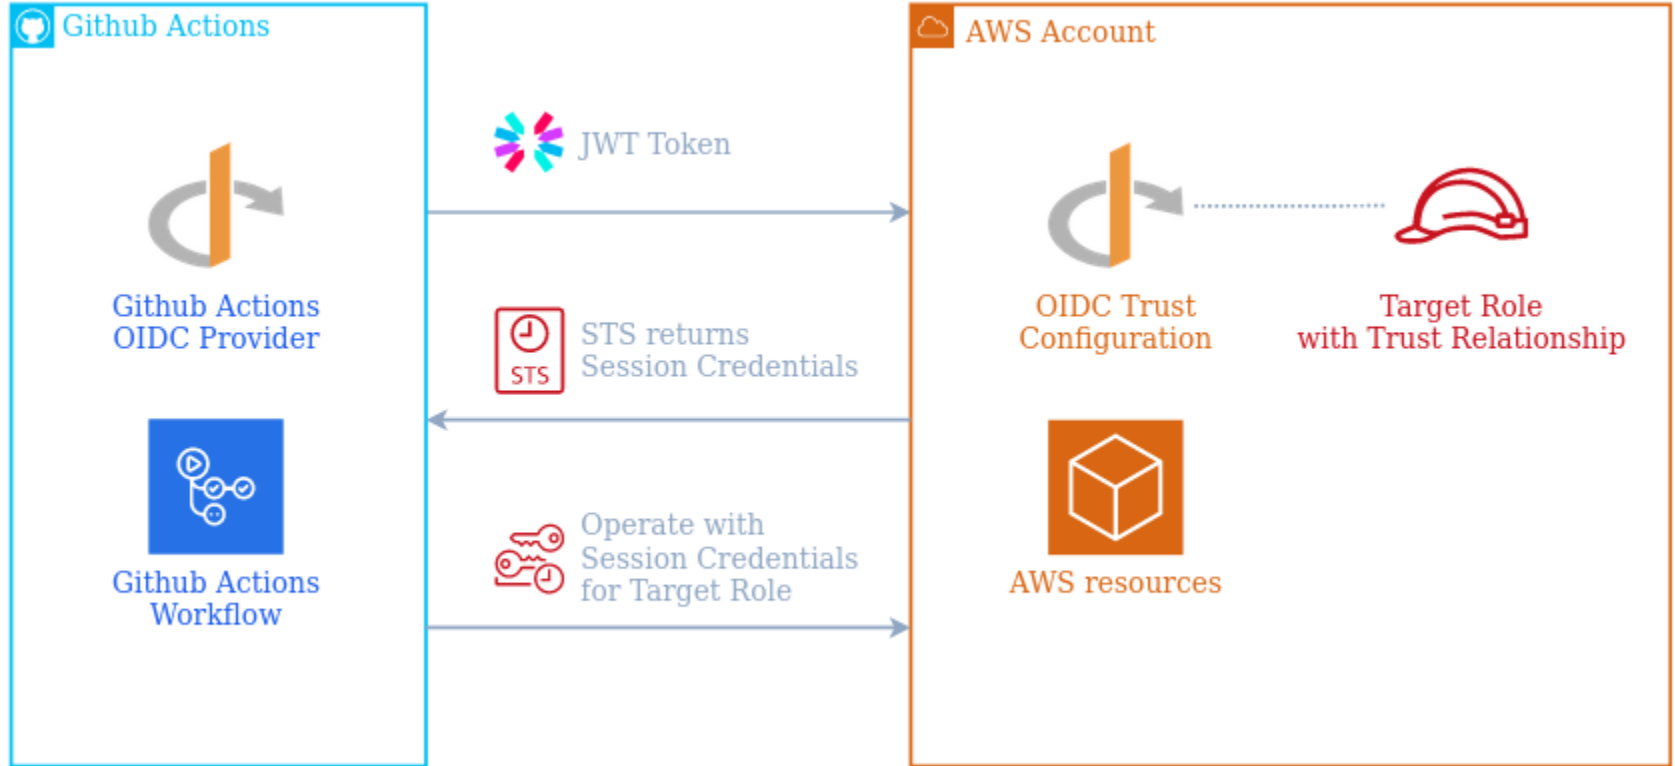 Github Actions
AWS Account
JWT Token
Github Actions
OIDC Provider
STS
STS returns
Session Credentials
OIDC Trust
Configuration
Target Role
with Trust Relationship
Github Actions
Workflow
Operate with
Session Credentials
for Target Role
AWS resources